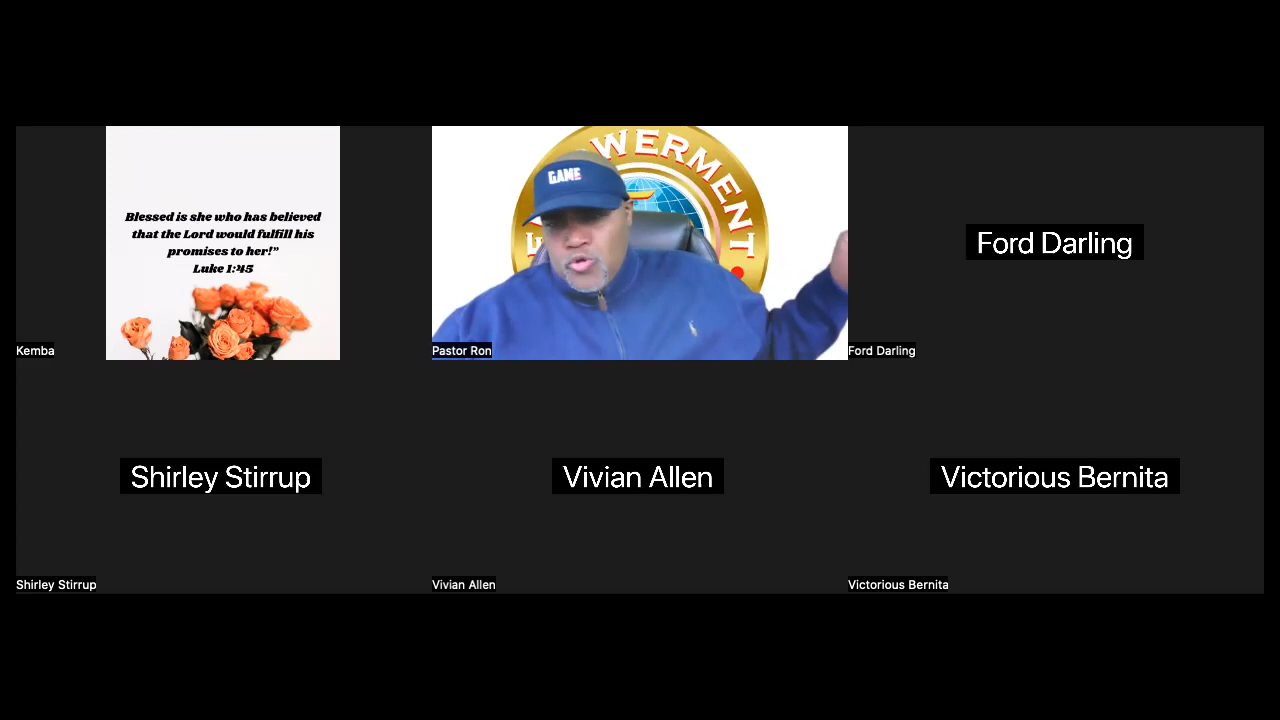 Blessed is she who has believed
that the Lord would fulfill his
promises to her!”
Luke 1:45
Kemba
WERMENT
GAME
Pastor Ron
Ford Darling
Ford Darling
Shirley Stirrup
Shirley Stirrup
Vivian Allen
Vivian Allen
Victorious Bernita
Victorious Bernita